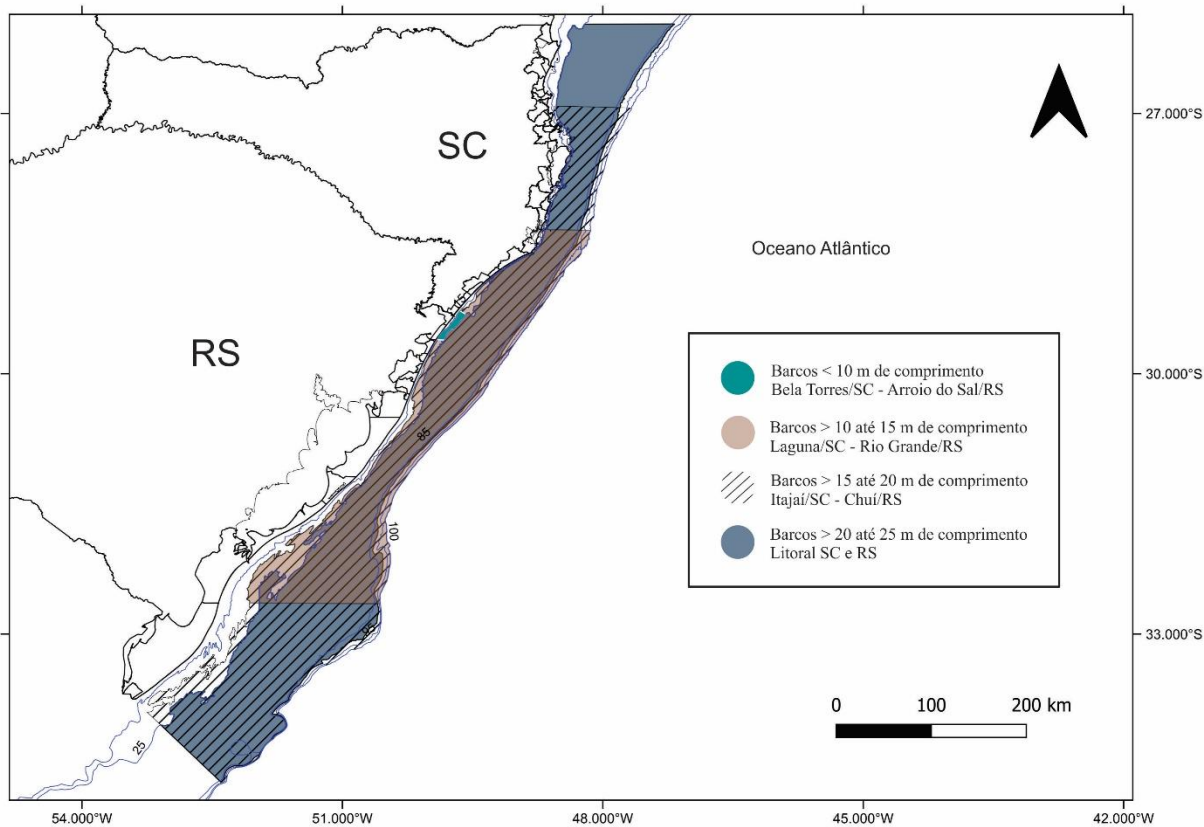 SC
RS
Oceano Atlântico
27.000°S
30.000°S
33.000°S
15
85
100
95
25
Barcos < 10 m de comprimento
Bela Torres/SC - Arroio do Sal/RS
Barcos > 10 até 15 m de comprimento
Laguna/SC - Rio Grande/RS
Barcos > 15 até 20 m de comprimento
Itajaí/SC - Chuí/RS
Barcos > 20 até 25 m de comprimento
Litoral SC e RS
0 100 200 km
54.000°W 51.000°W 48.000°W 45.000°W 42.000°W